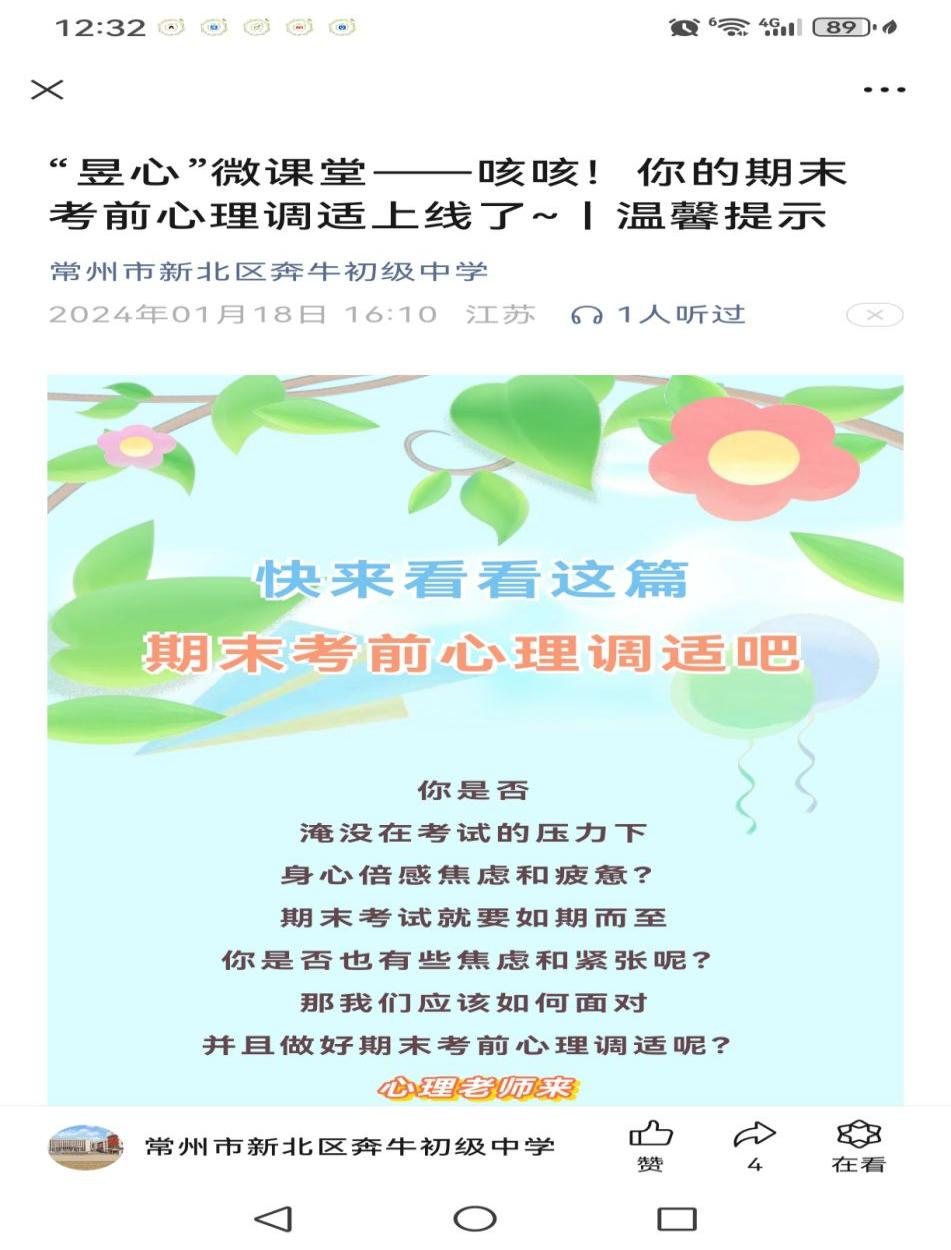 12:32
6 4G 89
“昱心”微课堂——咳咳！你的期末
考前心理调适上线了~丨温馨提示
常州市新北区奔牛初级中学
2024年01月18日 16:10 江苏 1人听过
快来看看这篇
期末考前心理调适吧
你是否
淹没在考试的压力下
身心倍感焦虑和疲惫？
期末考试就要如期而至
你是否也有些焦虑和紧张呢？
那我们应该如何面对
并且做好期末考前心理调适呢？
心理老师来
常州市新北区奔牛初级中学
赞 4 在看